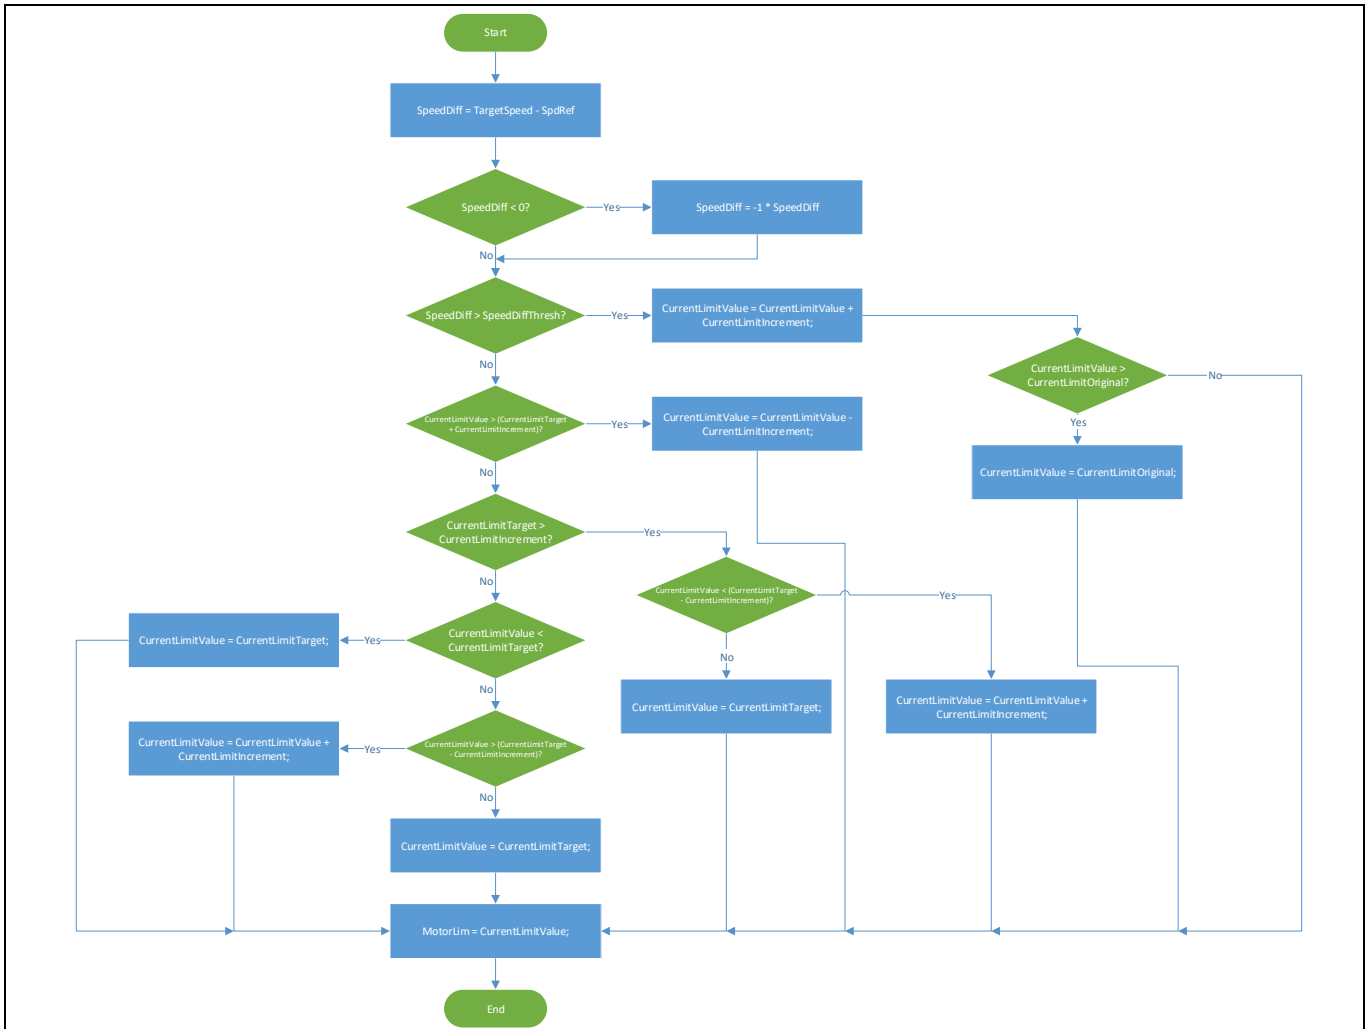 Start
SpeedDiff = TargetSpeed - SpdRef
SpeedDiff < 0?
Yes
SpeedDiff = -1 * SpeedDiff
No
SpeedDiff > SpeedDiffThresh?
Yes
CurrentLimitValue = CurrentLimitValue +
CurrentLimitIncrement;
CurrentLimitValue >
CurrentLimitOriginal?
No
Yes
CurrentLimitValue = CurrentLimitOriginal;
No
CurrentLimitValue > (CurrentLimitTarget
+ CurrentLimitIncrement)?
Yes
CurrentLimitValue = CurrentLimitValue -
CurrentLimitIncrement;
No
CurrentLimitTarget >
CurrentLimitIncrement?
Yes
CurrentLimitValue < (CurrentLimitTarget
- CurrentLimitIncrement)?
Yes
No
CurrentLimitValue = CurrentLimitTarget;
CurrentLimitValue = CurrentLimitValue +
CurrentLimitIncrement;
No
CurrentLimitValue <
CurrentLimitTarget?
Yes
CurrentLimitValue = CurrentLimitTarget;
No
CurrentLimitValue > (CurrentLimitTarget
- CurrentLimitIncrement)?
Yes
CurrentLimitValue = CurrentLimitValue +
CurrentLimitIncrement;
No
CurrentLimitValue = CurrentLimitTarget;
MotorLim = CurrentLimitValue;
End